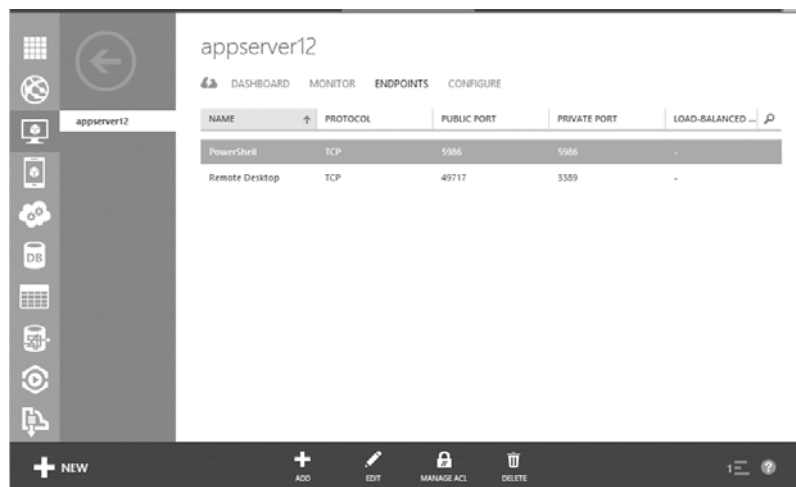 appserver12
DASHBOARD MONITOR ENDPOINTS CONFIGURE
appserver12
NAME PROTOCOL PUBLIC PORT PRIVATE PORT LOAD-BALANCED ...
PowerShell TCP 5986 5986 -
Remote Desktop TCP 49717 3389 -
DB
NEW
ADD EDIT MANAGE ACL DELETE
1 ?